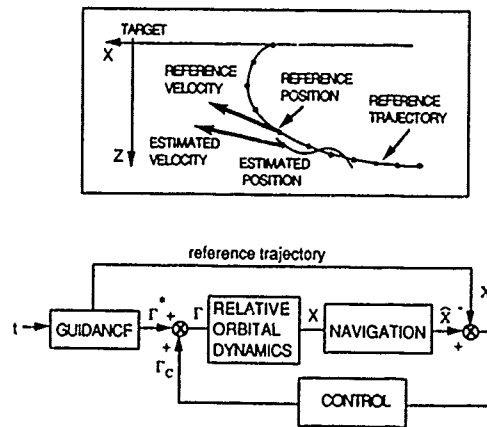 TARGET
X
REFERENCE
VELOCITY
REFERENCE
POSITION
REFERENCE
TRAJECTORY
ESTIMATED
VELOCITY
Z
ESTIMATED
POSITION
reference trajectory
X
t
GUIDANCE
Γ* +
Γ
RELATIVE
ORBITAL
DYNAMICS
X
NAVIGATION
X̂
-
+
+
Γc
CONTROL